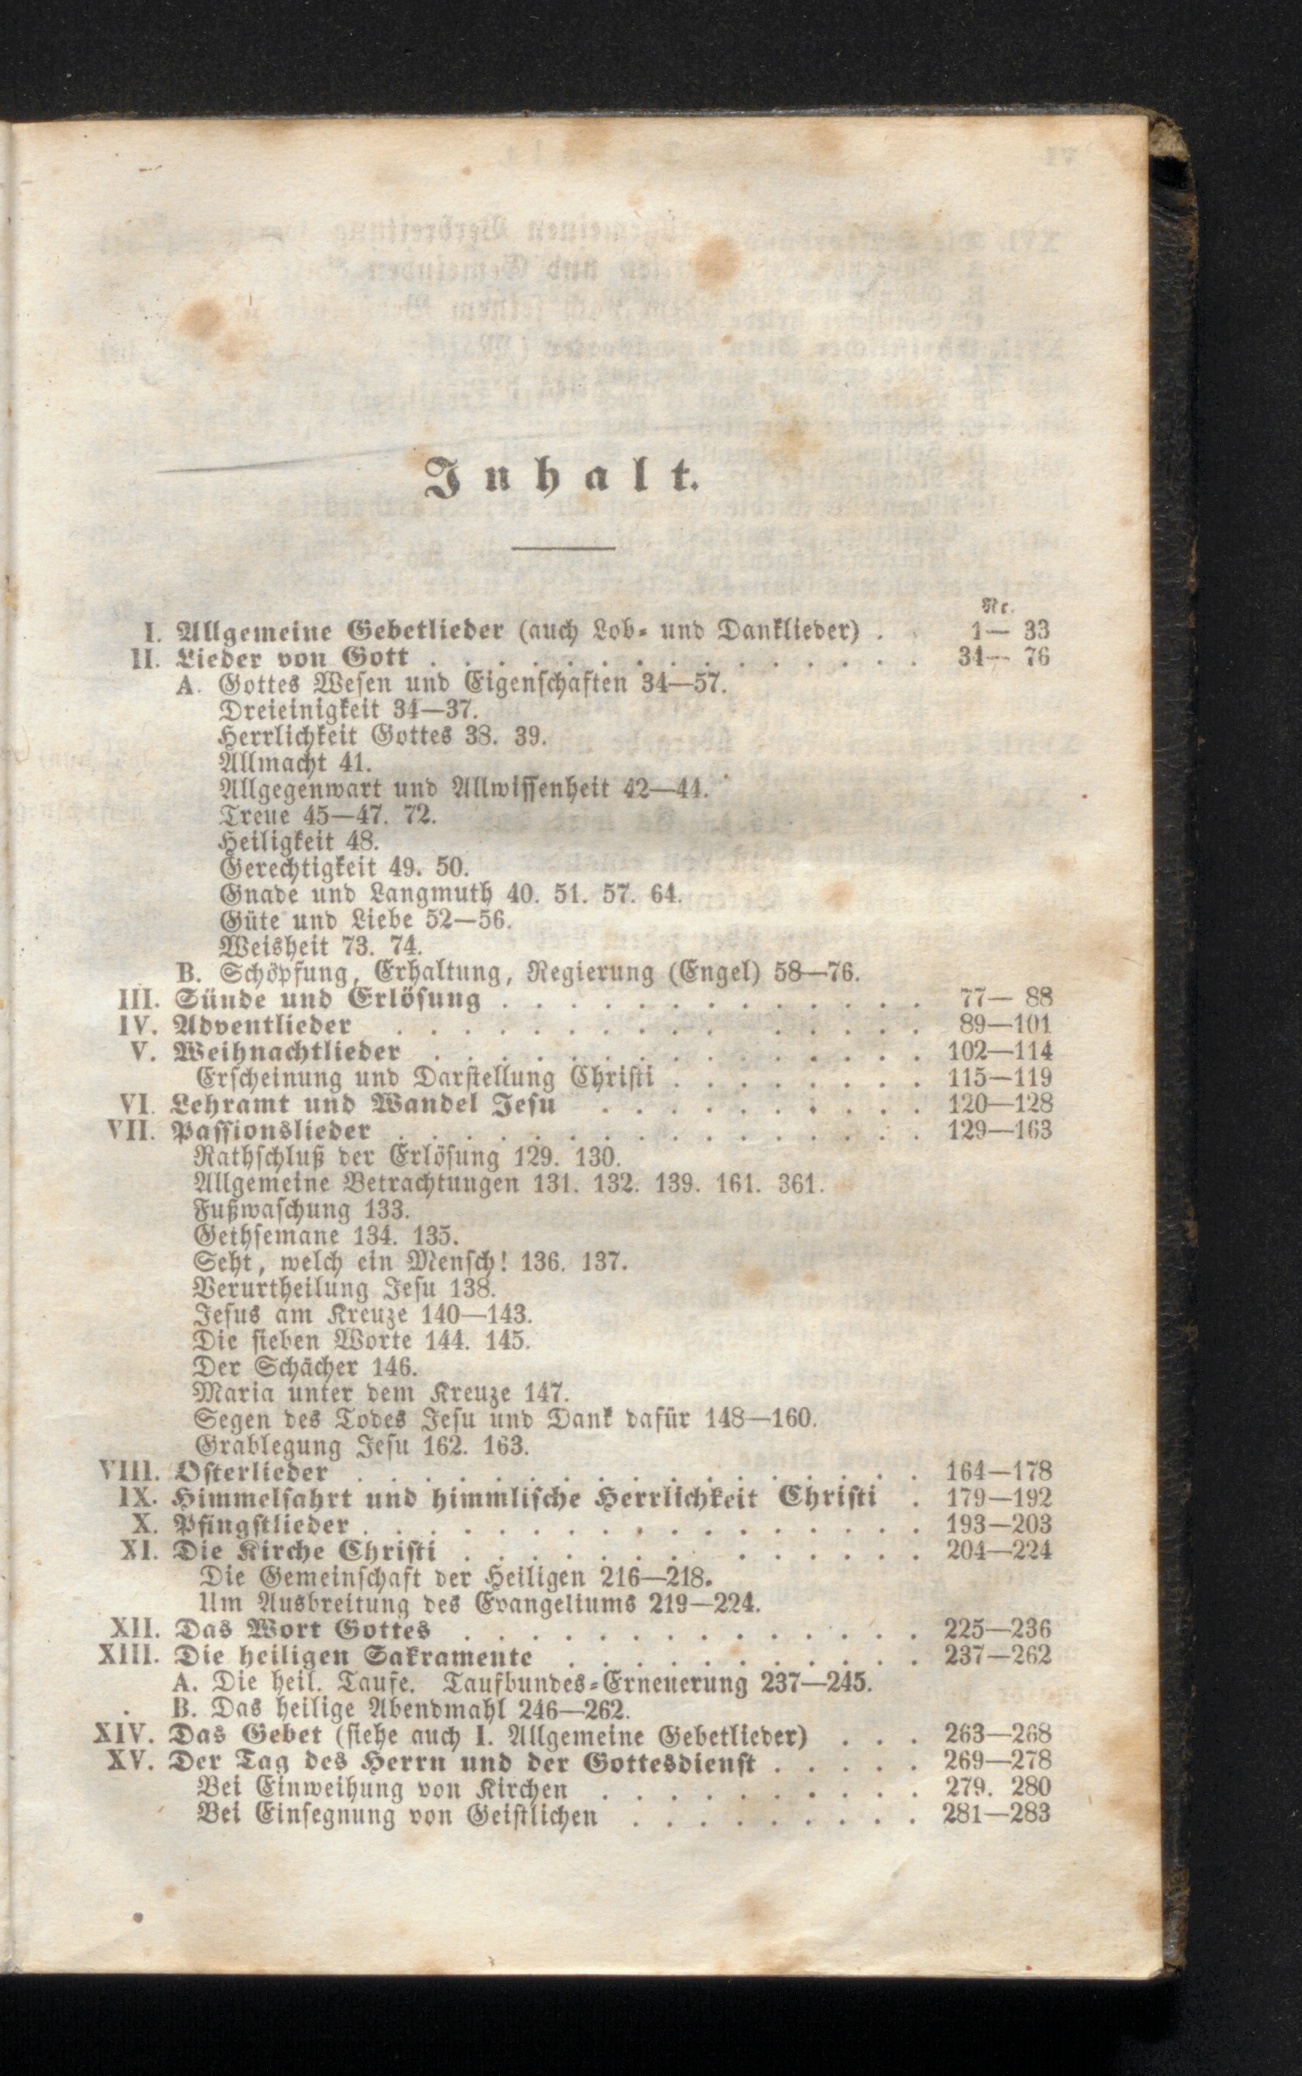 Inhalt.
Nr.
I. Allgemeine Gebetlieder (auch Lob- und Danklieder) . . 1— 33
II. Lieder von Gott . . . . . . . . . . . . . . . 34— 76
A. Gottes Wesen und Eigenschaften 34—57.
Dreieinigkeit 34—37.
Herrlichkeit Gottes 38. 39.
Allmacht 41.
Allgegenwart und Allwissenheit 42—44.
Treue 45—47. 72.
Heiligkeit 48.
Gerechtigkeit 49. 50.
Gnade und Langmuth 40. 51. 57. 64.
Güte und Liebe 52—56.
Weisheit 73. 74.
B. Schöpfung, Erhaltung, Regierung (Engel) 58—76.
III. Sünde und Erlösung . . . . . . . . . . . . . 77— 88
IV. Adventlieder . . . . . . . . . . . . . . . . 89—101
V. Weihnachtlieder . . . . . . . . . . . . . . . 102—114
Erscheinung und Darstellung Christi . . . . . . . . 115—119
VI. Lehramt und Wandel Jesu . . . . . . . . . . 120—128
VII. Passionslieder . . . . . . . . . . . . . . . . 129—163
Rathschluß der Erlösung 129. 130.
Allgemeine Betrachtungen 131. 132. 139. 161. 361.
Fußwaschung 133.
Gethsemane 134. 135.
Seht, welch ein Mensch! 136. 137.
Verurtheilung Jesu 138.
Jesus am Kreuze 140—143.
Die sieben Worte 144. 145.
Der Schächer 146.
Maria unter dem Kreuze 147.
Segen des Todes Jesu und Dank dafür 148—160.
Grablegung Jesu 162. 163.
VIII. Osterlieder . . . . . . . . . . . . . . . . . 164—178
IX. Himmelfahrt und himmlische Herrlichkeit Christi . 179—192
X. Pfingstlieder . . . . . . . . . . . . . . . . . 193—203
XI. Die Kirche Christi . . . . . . . . . . . . . . 204—224
Die Gemeinschaft der Heiligen 216—218.
Um Ausbreitung des Evangeliums 219—224.
XII. Das Wort Gottes . . . . . . . . . . . . . . 225—236
XIII. Die heiligen Sakramente . . . . . . . . . . . 237—262
A. Die heil. Taufe. Taufbundes-Erneuerung 237—245.
B. Das heilige Abendmahl 246—262.
XIV. Das Gebet (siehe auch I. Allgemeine Gebetlieder) . . . 263—268
XV. Der Tag des Herrn und der Gottesdienst . . . . . 269—278
Bei Einweihung von Kirchen . . . . . . . . . . 279. 280
Bei Einsegnung von Geistlichen . . . . . . . . . 281—283